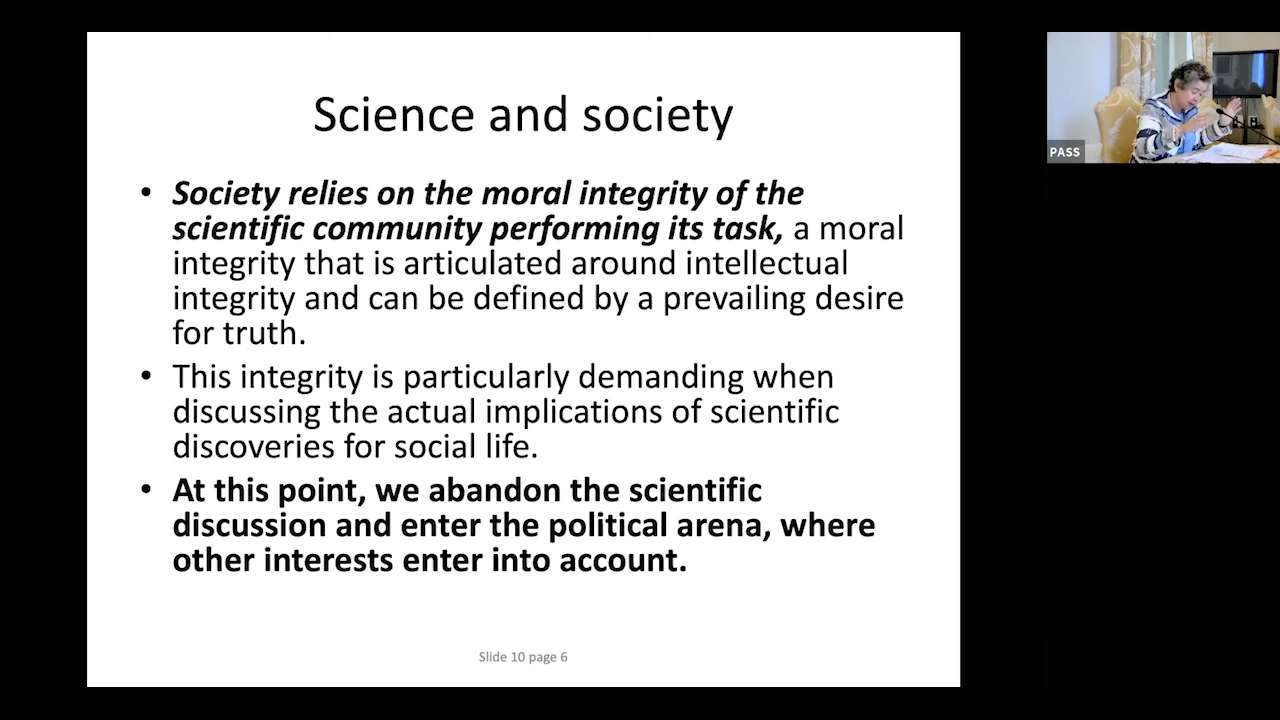 Science and society
• Society relies on the moral integrity of the
scientific community performing its task, a moral
integrity that is articulated around intellectual
integrity and can be defined by a prevailing desire
for truth.
• This integrity is particularly demanding when
discussing the actual implications of scientific
discoveries for social life.
• At this point, we abandon the scientific
discussion and enter the political arena, where
other interests enter into account.
Slide 10 page 6
PASS